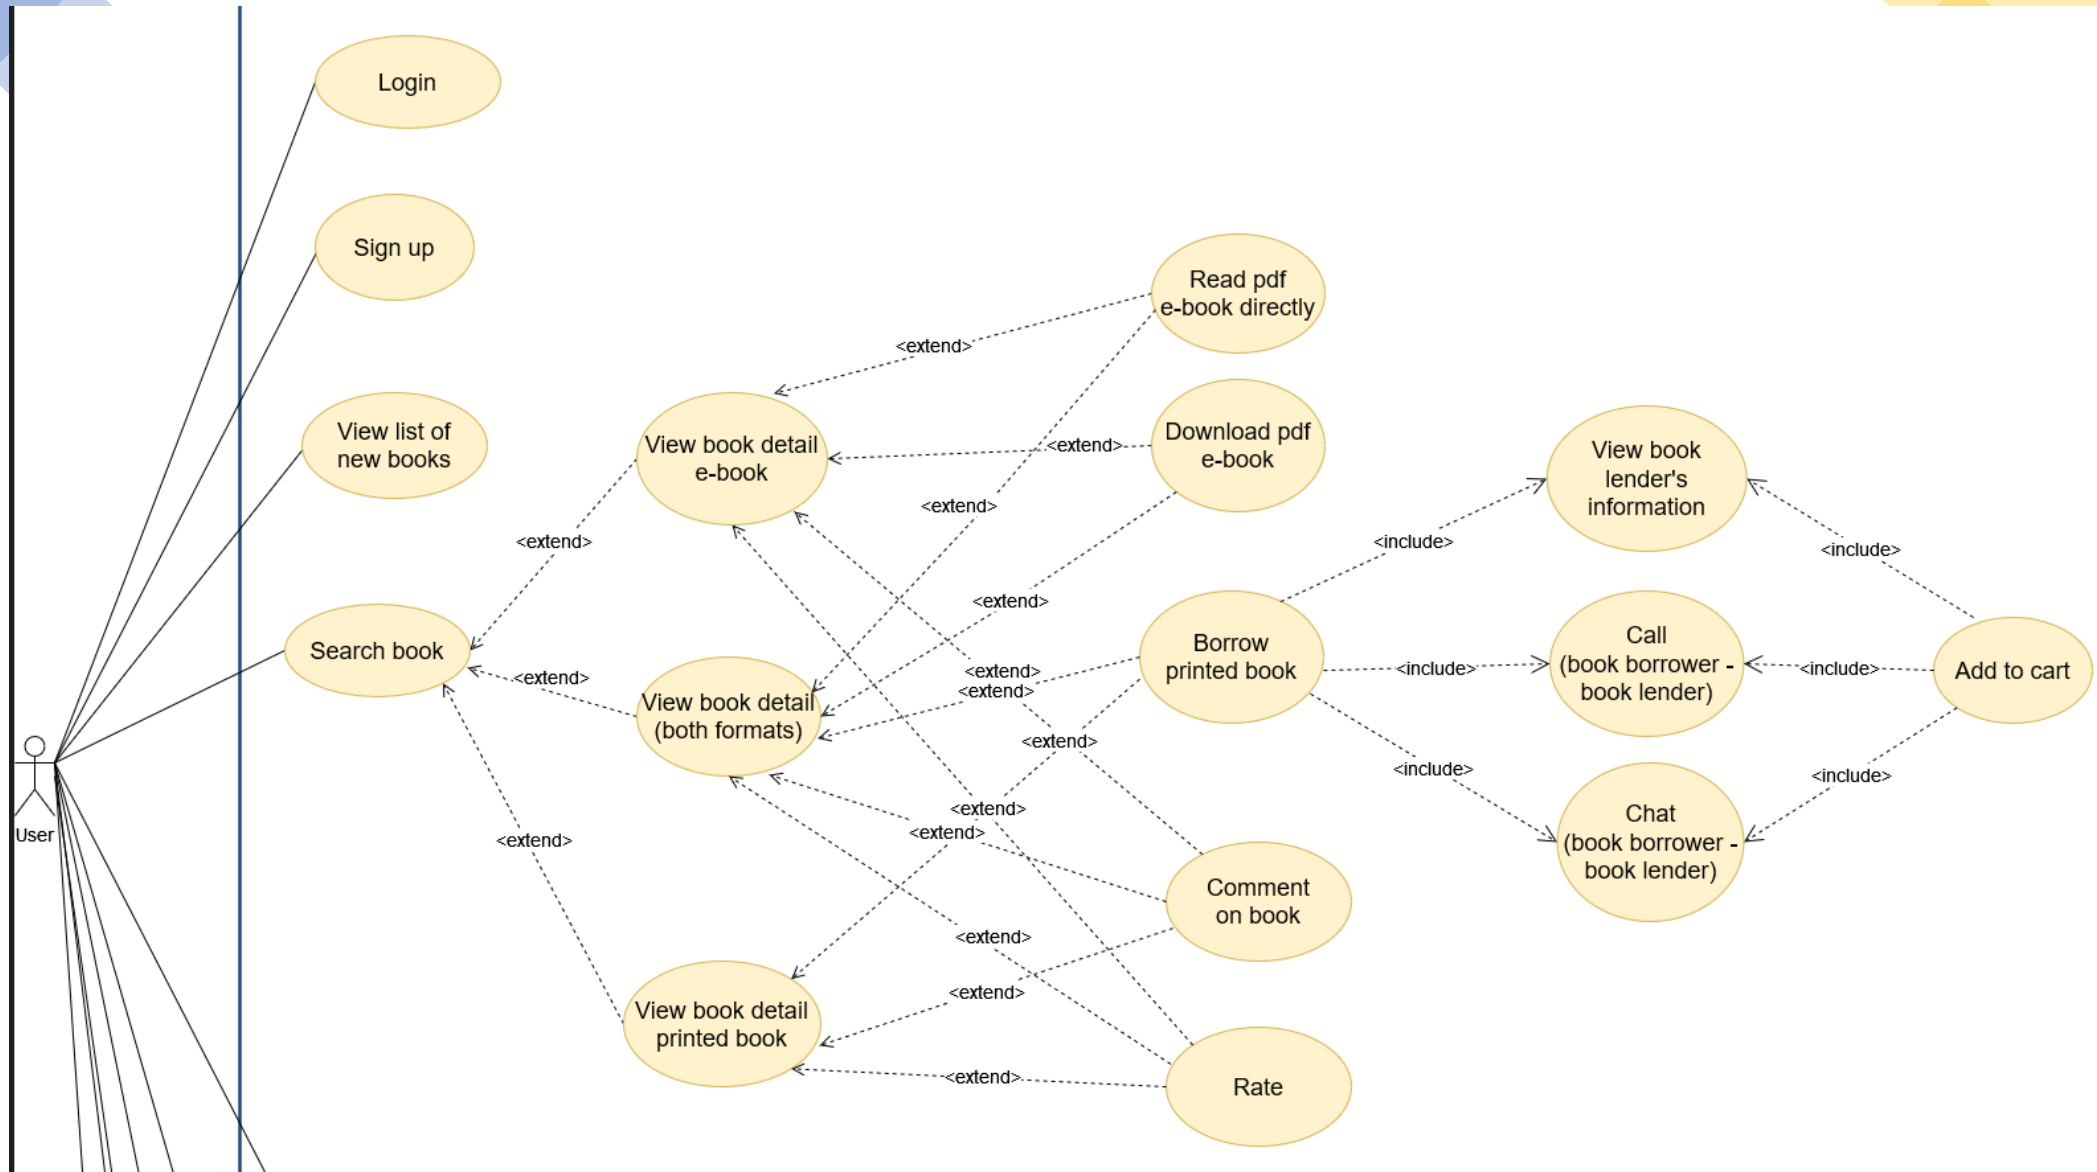 Login
Sign up
View list of
new books
Search book
User
<extend>
<extend>
<extend>
View book detail
e-book
View book detail
(both formats)
View book detail
printed book
<extend>
<extend>
<extend>
<extend>
<extend>
<extend>
<extend>
<extend>
<extend>
<extend>
<extend>
<extend>
Read pdf
e-book directly
Download pdf
e-book
Borrow
printed book
Comment
on book
Rate
<include>
<include>
<include>
View book
lender's
information
Call
(book borrower -
book lender)
Chat
(book borrower -
book lender)
<include>
<include>
<include>
Add to cart